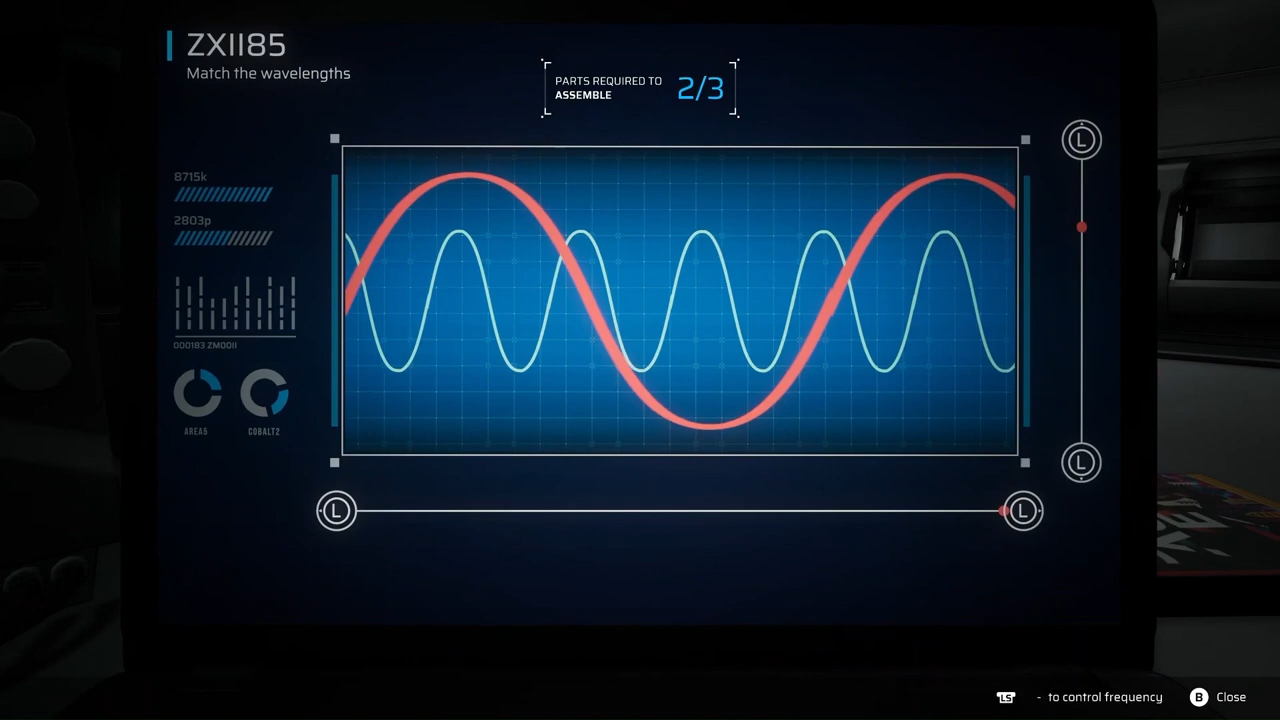 ZXII85
Match the wavelengths
PARTS REQUIRED TO
ASSEMBLE
2/3
L
8715k
2803p
000183 ZM00II
AREA5
COBALT2
L
L
L
LS - to control frequency
B Close